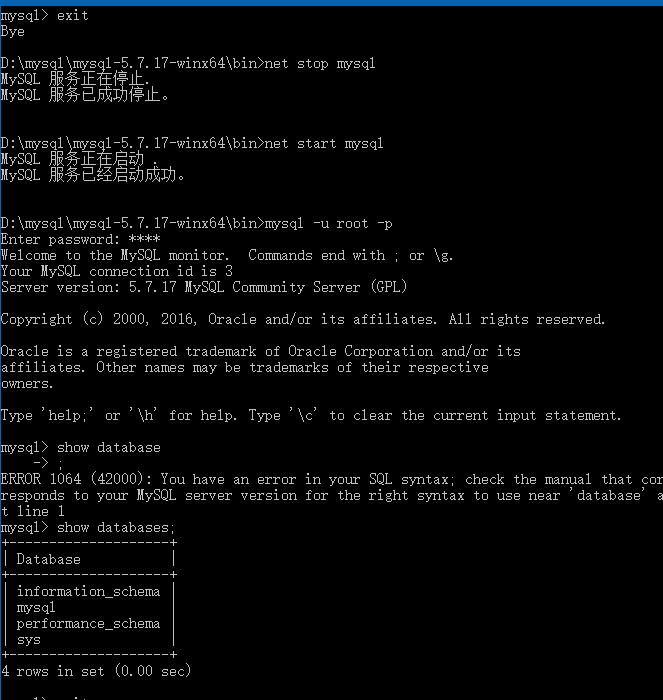 mysql> exit
Bye
D:\mysql\mysql-5.7.17-winx64\bin>net stop mysql
MySQL 服务正在停止.
MySQL 服务已成功停止。
D:\mysql\mysql-5.7.17-winx64\bin>net start mysql
MySQL 服务正在启动 .
MySQL 服务已经启动成功。
D:\mysql\mysql-5.7.17-winx64\bin>mysql -u root -p
Enter password: ****
Welcome to the MySQL monitor.  Commands end with ; or \g.
Your MySQL connection id is 3
Server version: 5.7.17 MySQL Community Server (GPL)
Copyright (c) 2000, 2016, Oracle and/or its affiliates. All rights reserved.
Oracle is a registered trademark of Oracle Corporation and/or its
affiliates. Other names may be trademarks of their respective
owners.
Type 'help;' or '\h' for help. Type '\c' to clear the current input statement.
mysql> show database
    -> ;
ERROR 1064 (42000): You have an error in your SQL syntax; check the manual that cor
responds to your MySQL server version for the right syntax to use near 'database' a
t line 1
mysql> show databases;
+--------------------+
| Database           |
+--------------------+
| information_schema |
| mysql              |
| performance_schema |
| sys                |
+--------------------+
4 rows in set (0.00 sec)